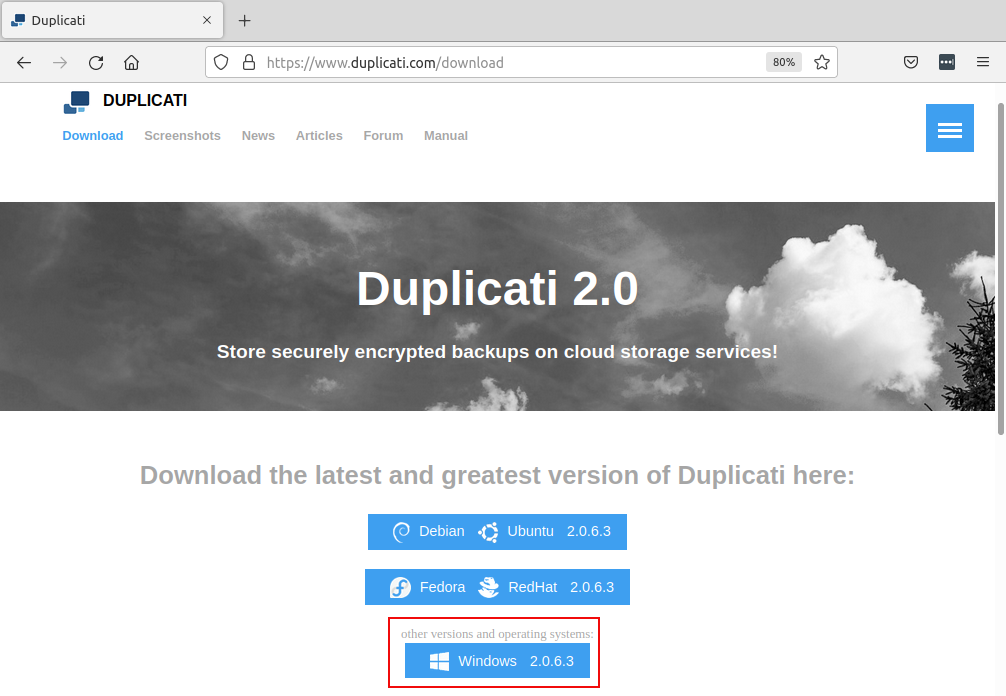 Duplicati
https://www.duplicati.com/download
80%
DUPLICATI
Download Screenshots News Articles Forum Manual
Duplicati 2.0
Store securely encrypted backups on cloud storage services!
Download the latest and greatest version of Duplicati here:
Debian Ubuntu 2.0.6.3
Fedora RedHat 2.0.6.3
other versions and operating systems:
Windows 2.0.6.3